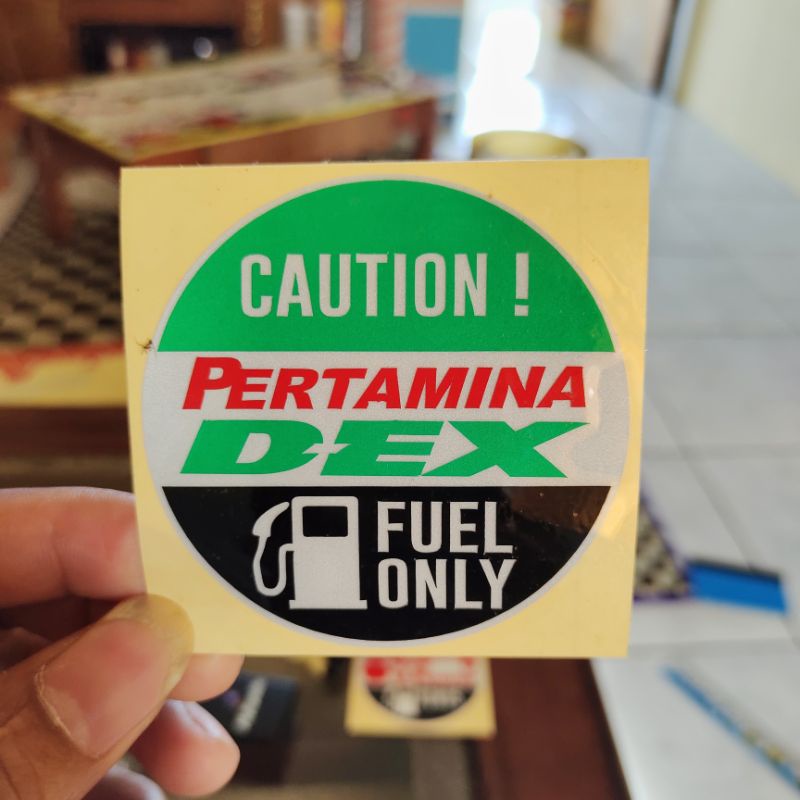 CAUTION !
PERTAMINA
DEX
FUEL
ONLY